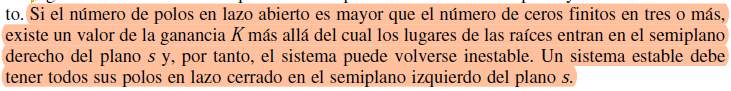 to. Si el número de polos en lazo abierto es mayor que el número de ceros finitos en tres o más,
existe un valor de la ganancia K más allá del cual los lugares de las raíces entran en el semiplano
derecho del plano s y, por tanto, el sistema puede volverse inestable. Un sistema estable debe
tener todos sus polos en lazo cerrado en el semiplano izquierdo del plano s.